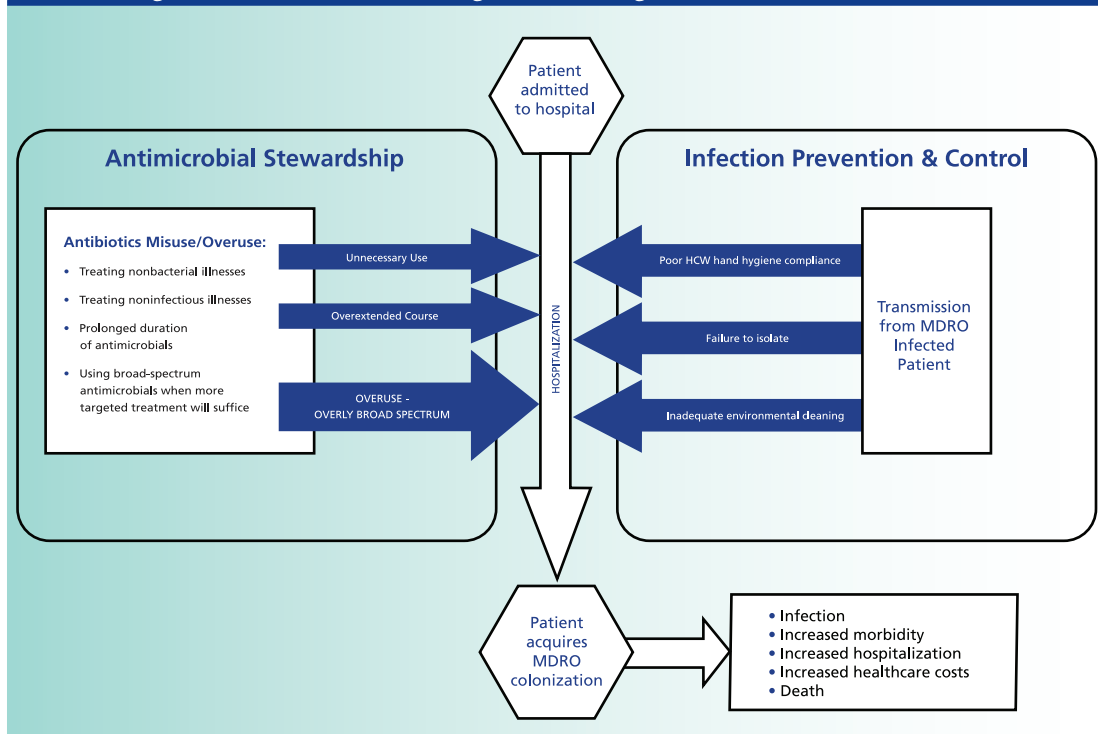 Patient
admitted
to hospital
Antimicrobial Stewardship
Antibiotics Misuse/Overuse:
• Treating nonbacterial illnesses
• Treating noninfectious illnesses
• Prolonged duration
of antimicrobials
• Using broad-spectrum
antimicrobials when more
targeted treatment will suffice
Unnecessary Use
Overextended Course
OVERUSE -
OVERLY BROAD SPECTRUM
HOSPITALIZATION
Infection Prevention & Control
Poor HCW hand hygiene compliance
Failure to isolate
Inadequate environmental cleaning
Transmission
from MDRO
Infected
Patient
Patient
acquires
MDRO
colonization
• Infection
• Increased morbidity
• Increased hospitalization
• Increased healthcare costs
• Death